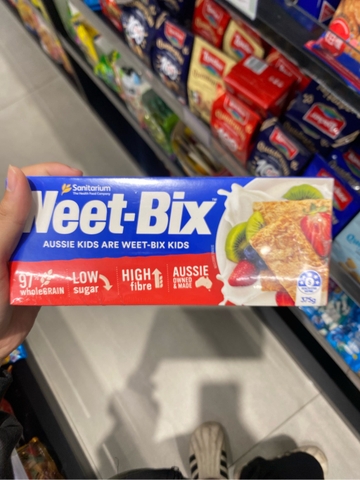 Sanitarium
The Health Food Company
Weet-Bix
AUSSIE KIDS ARE WEET-BIX KIDS
97%
wholeGRAIN
LOW
sugar
HIGH
fibre
AUSSIE
OWNED
& MADE
375g
Loacker